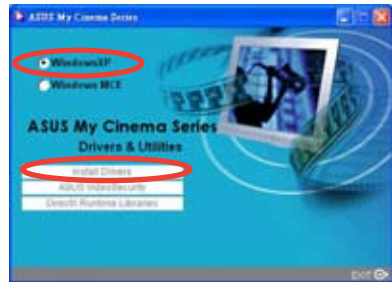 ASUS My Cinema Series
WindowsXP
Windows MCE
ASUS My Cinema Series
Drivers & Utilities
Install Drivers
ASUS VideoSecurity
DirectX Runtime Libraries
EXIT